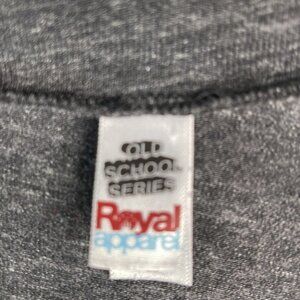 OLD
SCHOOL
SERIES
Royal
apparel